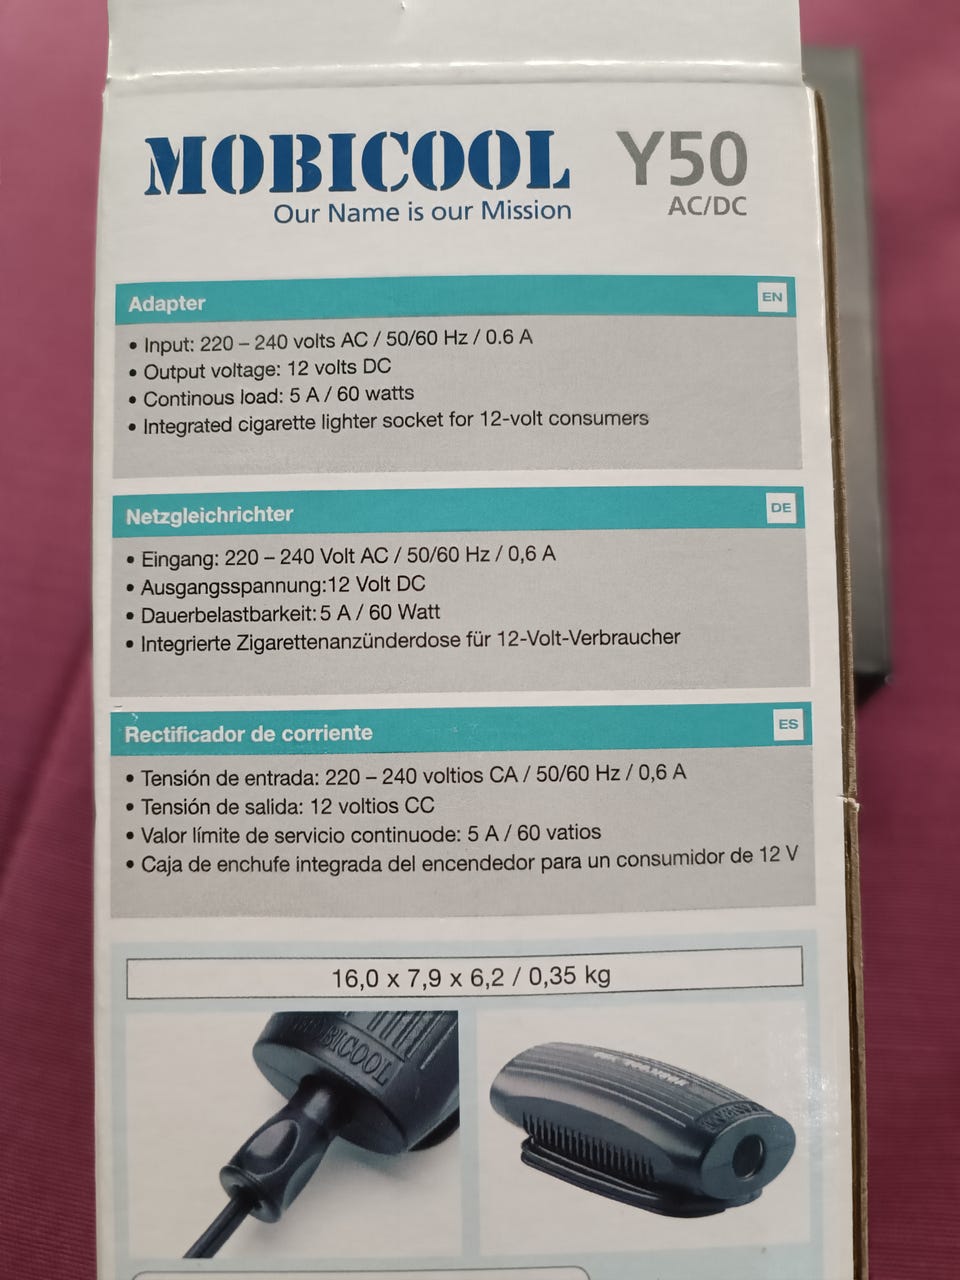 MOBICOOL
Our Name is our Mission
Y50
AC/DC
Adapter
EN
• Input: 220 – 240 volts AC / 50/60 Hz / 0.6 A
• Output voltage: 12 volts DC
• Continous load: 5 A / 60 watts
• Integrated cigarette lighter socket for 12-volt consumers
Netzgleichrichter
DE
• Eingang: 220 – 240 Volt AC / 50/60 Hz / 0,6 A
• Ausgangsspannung:12 Volt DC
• Dauerbelastbarkeit: 5 A / 60 Watt
• Integrierte Zigarettenanzünderdose für 12-Volt-Verbraucher
Rectificador de corriente
ES
• Tensión de entrada: 220 – 240 voltios CA / 50/60 Hz / 0,6 A
• Tensión de salida: 12 voltios CC
• Valor límite de servicio continuode: 5 A / 60 vatios
• Caja de enchufe integrada del encendedor para un consumidor de 12 V
16,0 x 7,9 x 6,2 / 0,35 kg
MOBICOOL